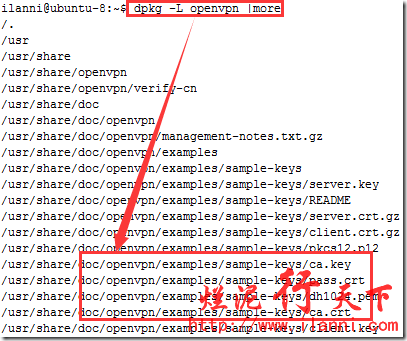 ilanni@ubuntu-8:~$ dpkg -L openvpn |more
/.
/usr
/usr/share
/usr/share/openvpn
/usr/share/openvpn/verify-cn
/usr/share/doc
/usr/share/doc/openvpn
/usr/share/doc/openvpn/management-notes.txt.gz
/usr/share/doc/openvpn/examples
/usr/share/doc/openvpn/examples/sample-keys
/usr/share/doc/openvpn/examples/sample-keys/server.key
/usr/share/doc/openvpn/examples/sample-keys/README
/usr/share/doc/openvpn/examples/sample-keys/server.crt.gz
/usr/share/doc/openvpn/examples/sample-keys/client.crt.gz
/usr/share/doc/openvpn/examples/sample-keys/pkcs12.p12
/usr/share/doc/openvpn/examples/sample-keys/ca.key
/usr/share/doc/openvpn/examples/sample-keys/pass.crt
/usr/share/doc/openvpn/examples/sample-keys/dh1024.pem
/usr/share/doc/openvpn/examples/sample-keys/ca.crt
/usr/share/doc/openvpn/examples/sample-keys/client.key
烂泥行天下
http://www.ilanni.com